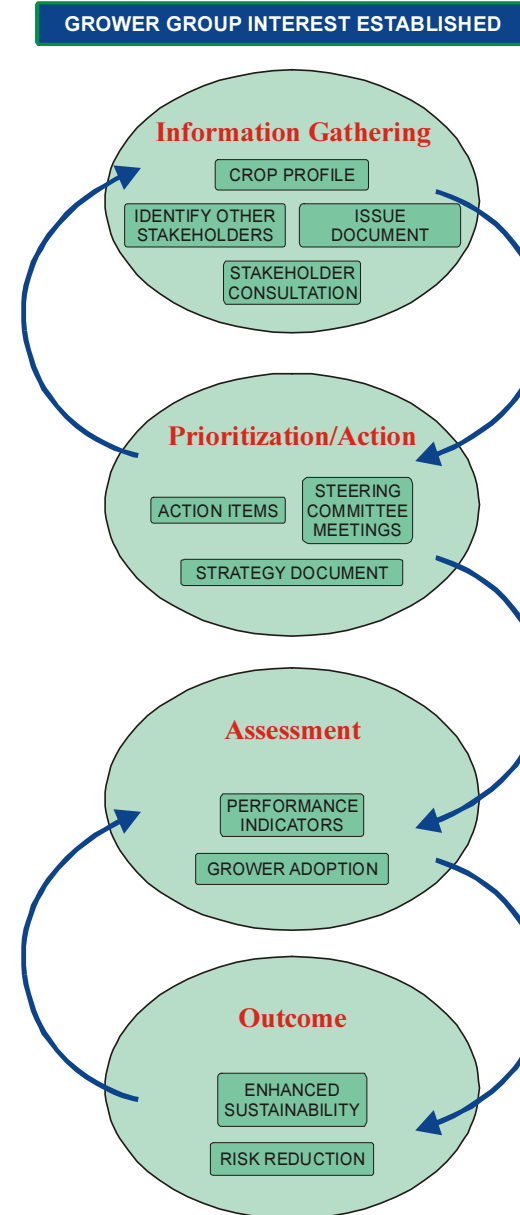 GROWER GROUP INTEREST ESTABLISHED
Information Gathering
CROP PROFILE
IDENTIFY OTHER
STAKEHOLDERS
ISSUE
DOCUMENT
STAKEHOLDER
CONSULTATION
Prioritization/Action
ACTION ITEMS
STEERING
COMMITTEE
MEETINGS
STRATEGY DOCUMENT
Assessment
PERFORMANCE
INDICATORS
GROWER ADOPTION
Outcome
ENHANCED
SUSTAINABILITY
RISK REDUCTION